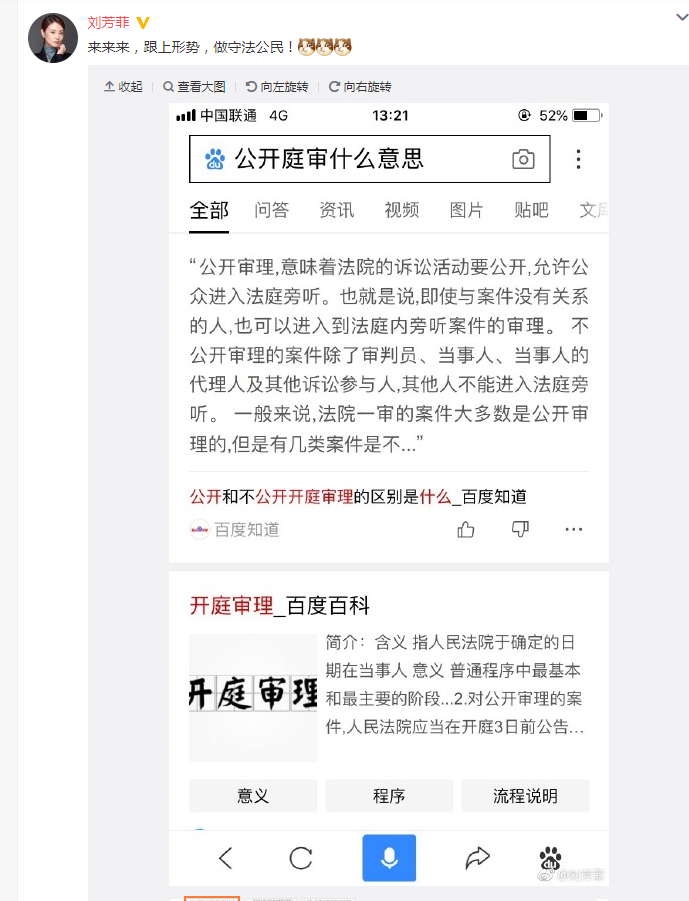 刘芳菲
来来来，跟上形势，做守法公民！
收起 查看大图 向左旋转 向右旋转
中国联通 4G 13:21 52%
du 公开庭审什么意思
全部 问答 资讯 视频 图片 贴吧
“公开审理,意味着法院的诉讼活动要公开,允许公
众进入法庭旁听。也就是说,即使与案件没有关系
的人,也可以进入到法庭内旁听案件的审理。 不
公开审理的案件除了审判员、当事人、当事人的
代理人及其他诉讼参与人,其他人不能进入法庭旁
听。 一般来说,法院一审的案件大多数是公开审
理的,但是有几类案件是不...”
公开和不公开开庭审理的区别是什么_百度知道
百度知道
开庭审理_百度百科
开庭审理
简介：含义 指人民法院于确定的日
期在当事人 意义 普通程序中最基本
和最主要的阶段...2.对公开审理的案
件,人民法院应当在开庭3日前公告...
意义 程序 流程说明
du
@刘芳菲